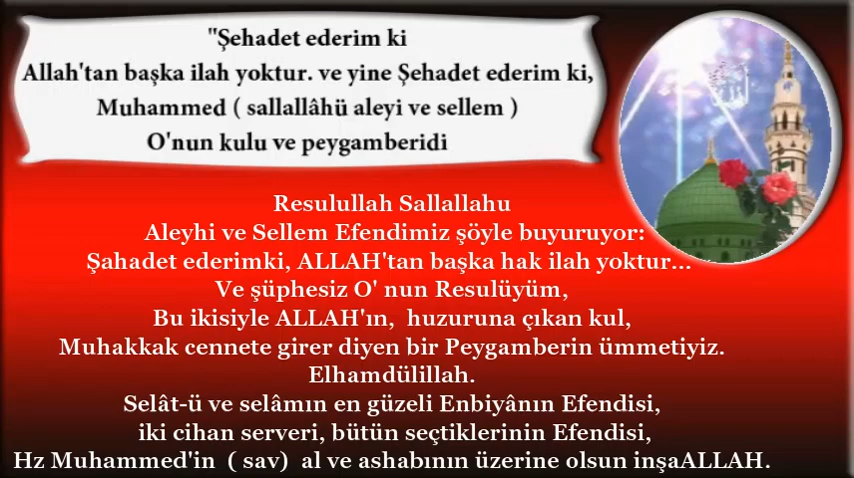 "Şehadet ederim ki
Allah'tan başka ilah yoktur. ve yine Şehadet ederim ki,
Muhammed ( sallallâhü aleyi ve sellem )
O'nun kulu ve peygamberidi
Resulullah Sallallahu
Aleyhi ve Sellem Efendimiz şöyle buyuruyor:
Şahadet ederimki, ALLAH'tan başka hak ilah yoktur...
Ve şüphesiz O' nun Resulüyüm,
Bu ikisiyle ALLAH'ın,  huzuruna çıkan kul,
Muhakkak cennete girer diyen bir Peygamberin ümmetiyiz.
Elhamdülillah.
Selât-ü ve selâmın en güzeli Enbiyânın Efendisi,
iki cihan serveri, bütün seçtiklerinin Efendisi,
Hz Muhammed'in  ( sav)  al ve ashabının üzerine olsun inşaALLAH.